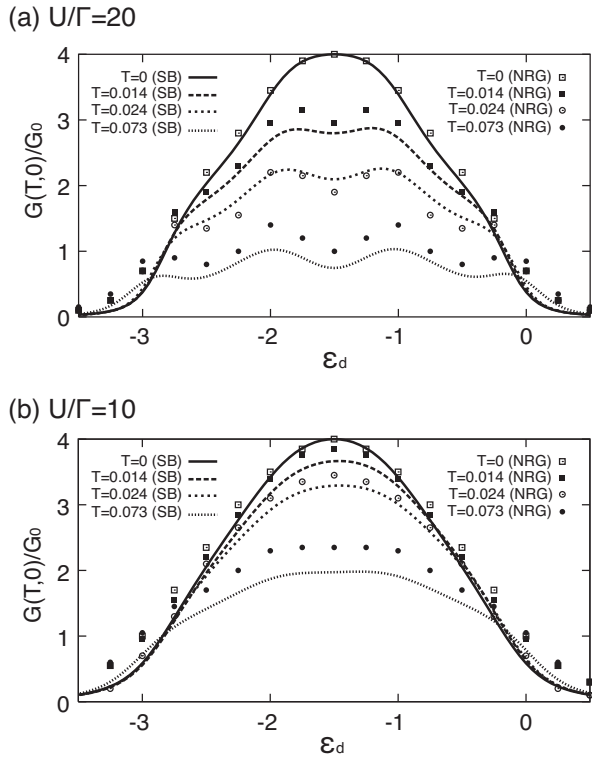 (a) U/Γ=20
T=0 (SB)
T=0.014 (SB)
T=0.024 (SB)
T=0.073 (SB)
T=0 (NRG)
T=0.014 (NRG)
T=0.024 (NRG)
T=0.073 (NRG)
G(T,0)/G0
4
3
2
1
0
-3 -2 -1 0
εd
(b) U/Γ=10
T=0 (SB)
T=0.014 (SB)
T=0.024 (SB)
T=0.073 (SB)
T=0 (NRG)
T=0.014 (NRG)
T=0.024 (NRG)
T=0.073 (NRG)
G(T,0)/G0
4
3
2
1
0
-3 -2 -1 0
εd